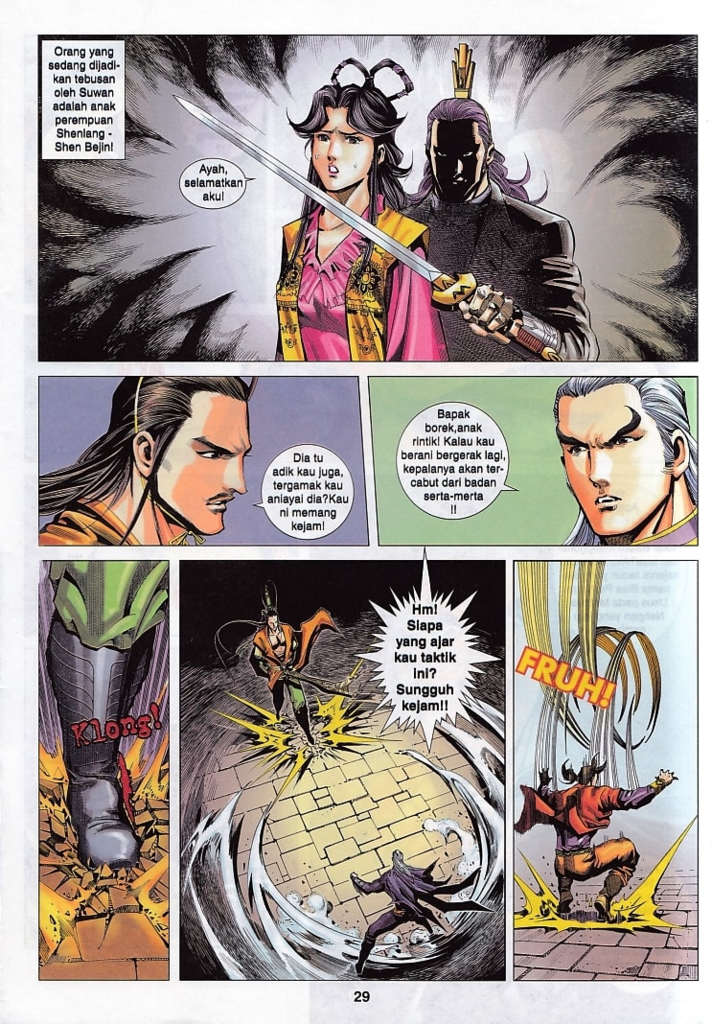 Orang yang
sedang dijadi-
kan tebusan
oleh Suwan
adalah anak
perempuan
Shenlang -
Shen Bejin!
Ayah,
selamatkan
aku!
Dia tu
adik kau juga,
tergamak kau
aniayai dia?Kau
ni memang
kejam!
Bapak
borek,anak
rintik! Kalau kau
berani bergerak lagi,
kepalanya akan ter-
cabut dari badan
serta-merta
!!
Klong!
Hm!
Siapa
yang ajar
kau taktik
ini?
Sungguh
kejam!!
FRUH!
29